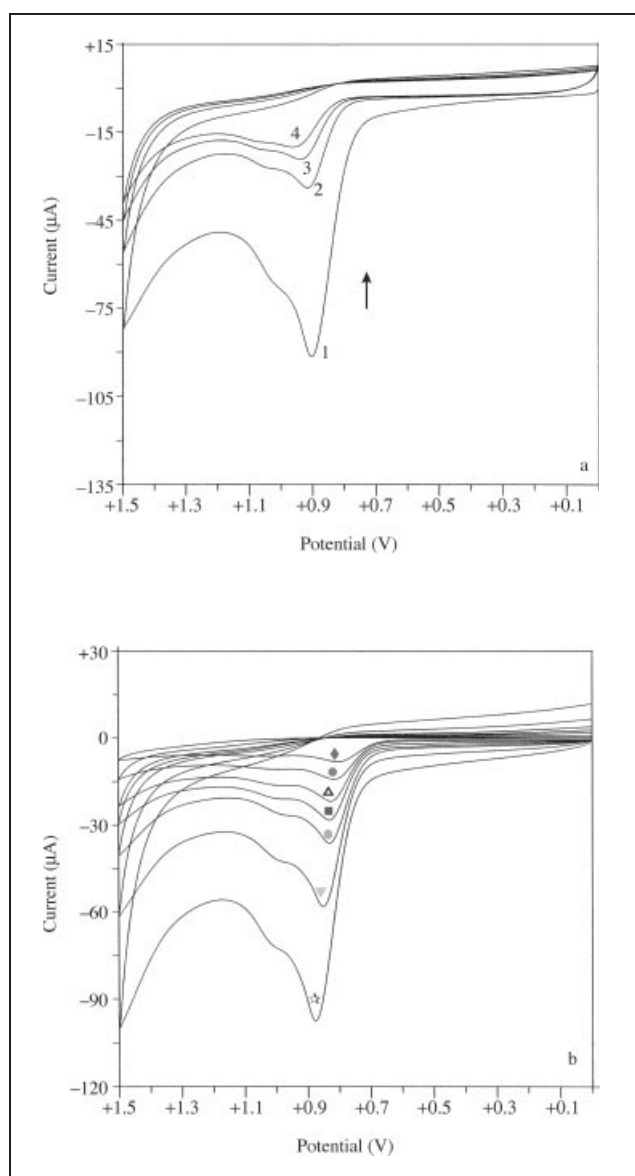 +15
−15
−45
−75
−105
−135
Current (µA)
4
3
2
1
a
+1.5 +1.3 +1.1 +0.9 +0.7 +0.5 +0.3 +0.1
Potential (V)
+30
0
−30
−60
−90
−120
Current (µA)
b
+1.5 +1.3 +1.1 +0.9 +0.7 +0.5 +0.3 +0.1
Potential (V)